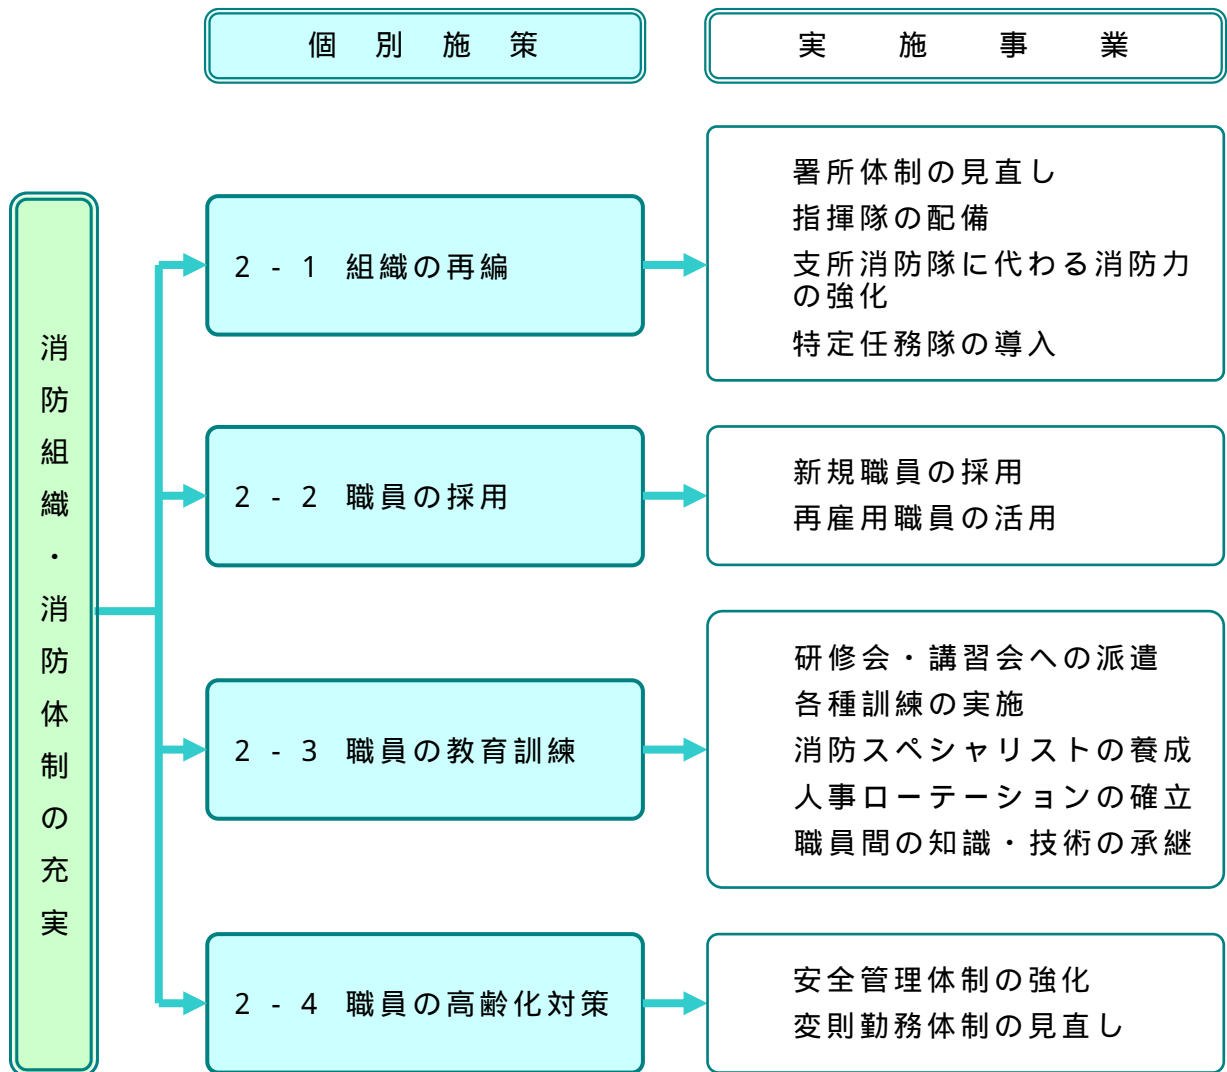 個別施策
実施事業
消防組織・消防体制の充実
2-1 組織の再編
署所体制の見直し
指揮隊の配備
支所消防隊に代わる消防力
の強化
特定任務隊の導入
2-2 職員の採用
新規職員の採用
再雇用職員の活用
2-3 職員の教育訓練
研修会・講習会への派遣
各種訓練の実施
消防スペシャリストの養成
人事ローテーションの確立
職員間の知識・技術の承継
2-4 職員の高齢化対策
安全管理体制の強化
変則勤務体制の見直し